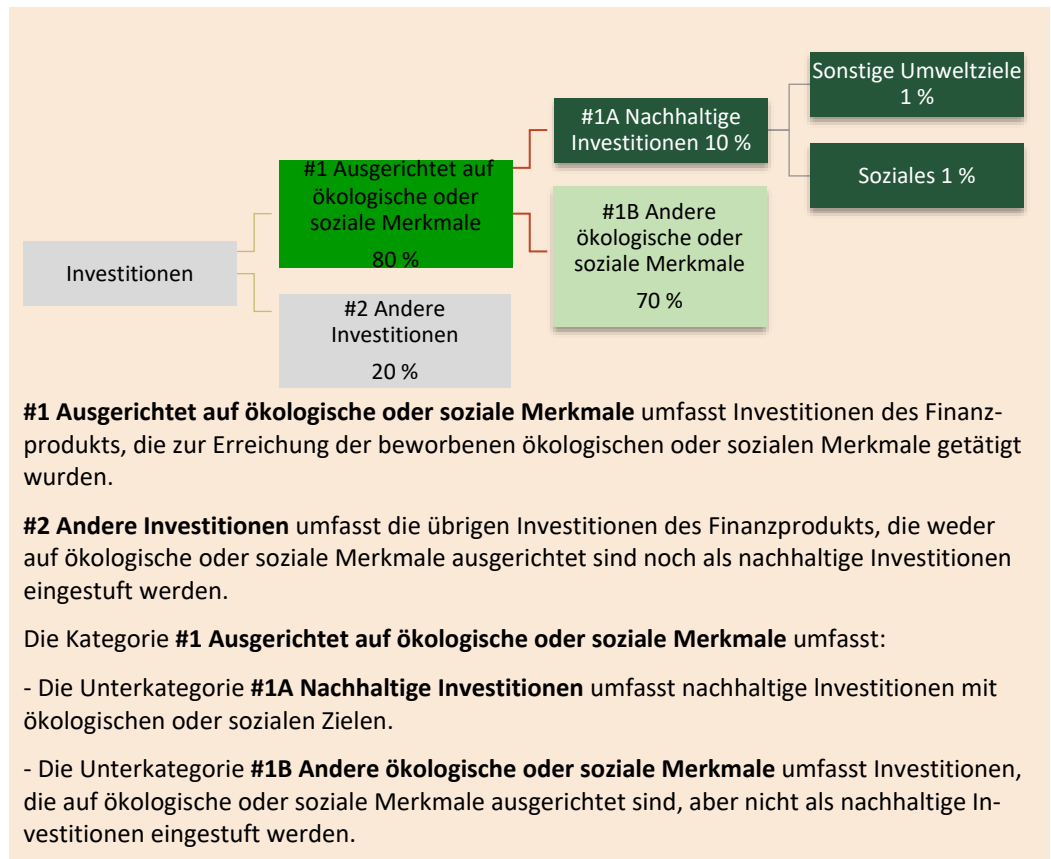 Sonstige Umweltziele
1 %
#1A Nachhaltige
Investitionen 10 %
Soziales 1 %
#1 Ausgerichtet auf
ökologische oder
soziale Merkmale
80 %
#1B Andere
ökologische oder
soziale Merkmale
70 %
Investitionen
#2 Andere
Investitionen
20 %
#1 Ausgerichtet auf ökologische oder soziale Merkmale umfasst Investitionen des Finanz-
produkts, die zur Erreichung der beworbenen ökologischen oder sozialen Merkmale getätigt
wurden.
#2 Andere Investitionen umfasst die übrigen Investitionen des Finanzprodukts, die weder
auf ökologische oder soziale Merkmale ausgerichtet sind noch als nachhaltige Investitionen
eingestuft werden.
Die Kategorie #1 Ausgerichtet auf ökologische oder soziale Merkmale umfasst:
- Die Unterkategorie #1A Nachhaltige Investitionen umfasst nachhaltige lnvestitionen mit
ökologischen oder sozialen Zielen.
- Die Unterkategorie #1B Andere ökologische oder soziale Merkmale umfasst Investitionen,
die auf ökologische oder soziale Merkmale ausgerichtet sind, aber nicht als nachhaltige In-
vestitionen eingestuft werden.